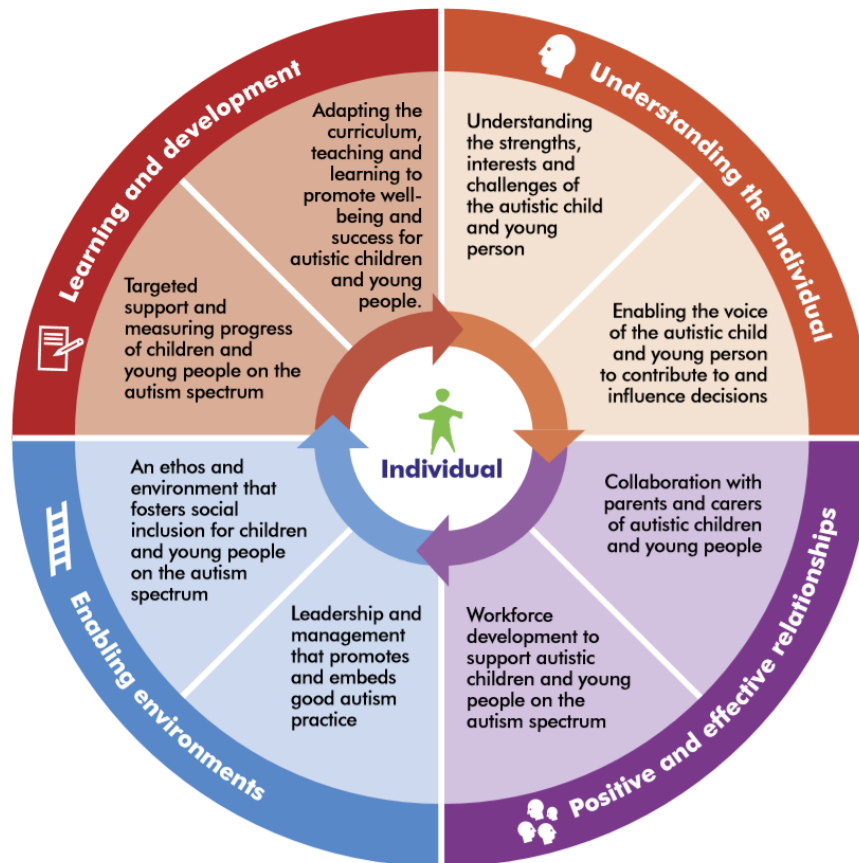 Understanding the Individual
Understanding
the strengths,
interests and
challenges of
the autistic child
and young
person
Enabling the voice
of the autistic child
and young person
to contribute to and
influence decisions
Positive and effective relationships
Collaboration with
parents and carers
of autistic children
and young people
Workforce
development to
support autistic
children and young
people on the
autism spectrum
Enabling environments
Leadership and
management
that promotes
and embeds
good autism
practice
An ethos and
environment that
fosters social
inclusion for children
and young people
on the autism
spectrum
Learning and development
Targeted
support and
measuring progress
of children and
young people on the
autism spectrum
Adapting the
curriculum,
teaching and
learning to
promote well-
being and
success for
autistic children
and young
people.
Individual